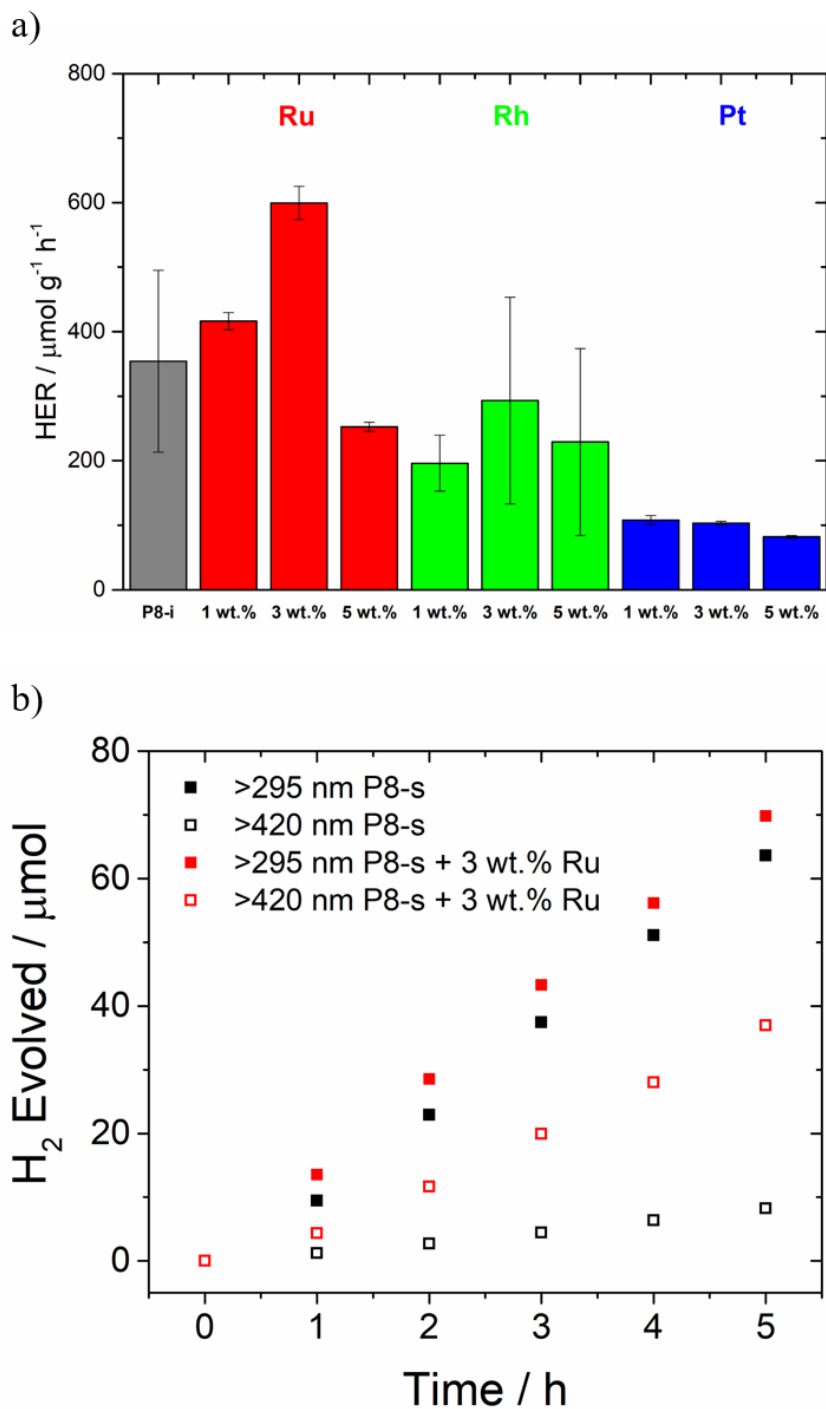 a)
800
600
400
200
0
HER / μmol g⁻¹ h⁻¹
Ru Rh Pt
P8-i 1 wt.% 3 wt.% 5 wt.% 1 wt.% 3 wt.% 5 wt.% 1 wt.% 3 wt.% 5 wt.%
b)
80
60
40
20
0
H₂ Evolved / μmol
>295 nm P8-s
>420 nm P8-s
>295 nm P8-s + 3 wt.% Ru
>420 nm P8-s + 3 wt.% Ru
0 1 2 3 4 5
Time / h